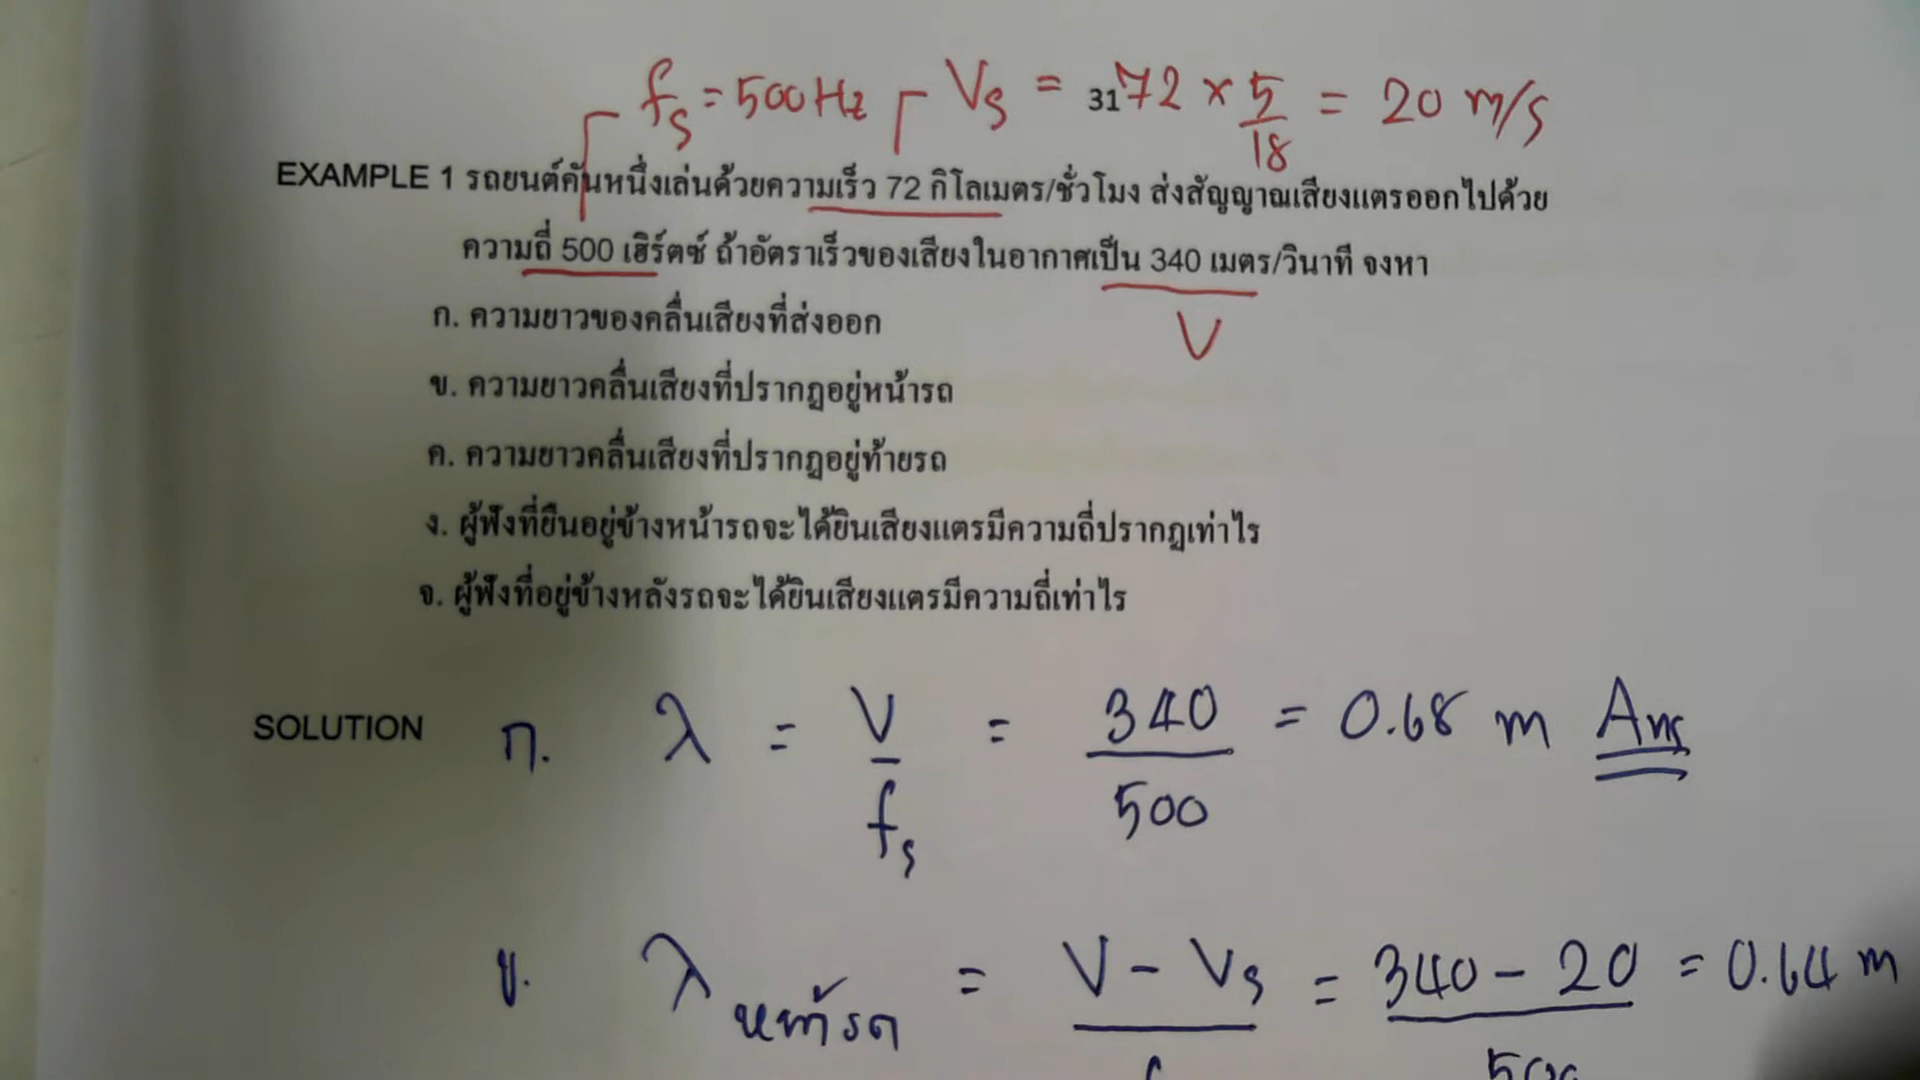 fs = 500 Hz Vs = 72 × 5/18 = 20 m/s
31
EXAMPLE 1 รถยนต์คันหนึ่งเล่นด้วยความเร็ว 72 กิโลเมตร/ชั่วโมง ส่งสัญญาณเสียงแตรออกไปด้วย
ความถี่ 500 เฮิร์ตซ์ ถ้าอัตราเร็วของเสียงในอากาศเป็น 340 เมตร/วินาที จงหา
V
ก. ความยาวของคลื่นเสียงที่ส่งออก
ข. ความยาวคลื่นเสียงที่ปรากฏอยู่หน้ารถ
ค. ความยาวคลื่นเสียงที่ปรากฏอยู่ท้ายรถ
ง. ผู้ฟังที่ยืนอยู่ข้างหน้ารถจะได้ยินเสียงแตรมีความถี่ปรากฏเท่าไร
จ. ผู้ฟังที่อยู่ข้างหลังรถจะได้ยินเสียงแตรมีความถี่เท่าไร
SOLUTION ก. λ = V/fs = 340/500 = 0.68 m Ans
ข. λ หน้ารถ = V - Vs = 340 - 20 = 0.64 m